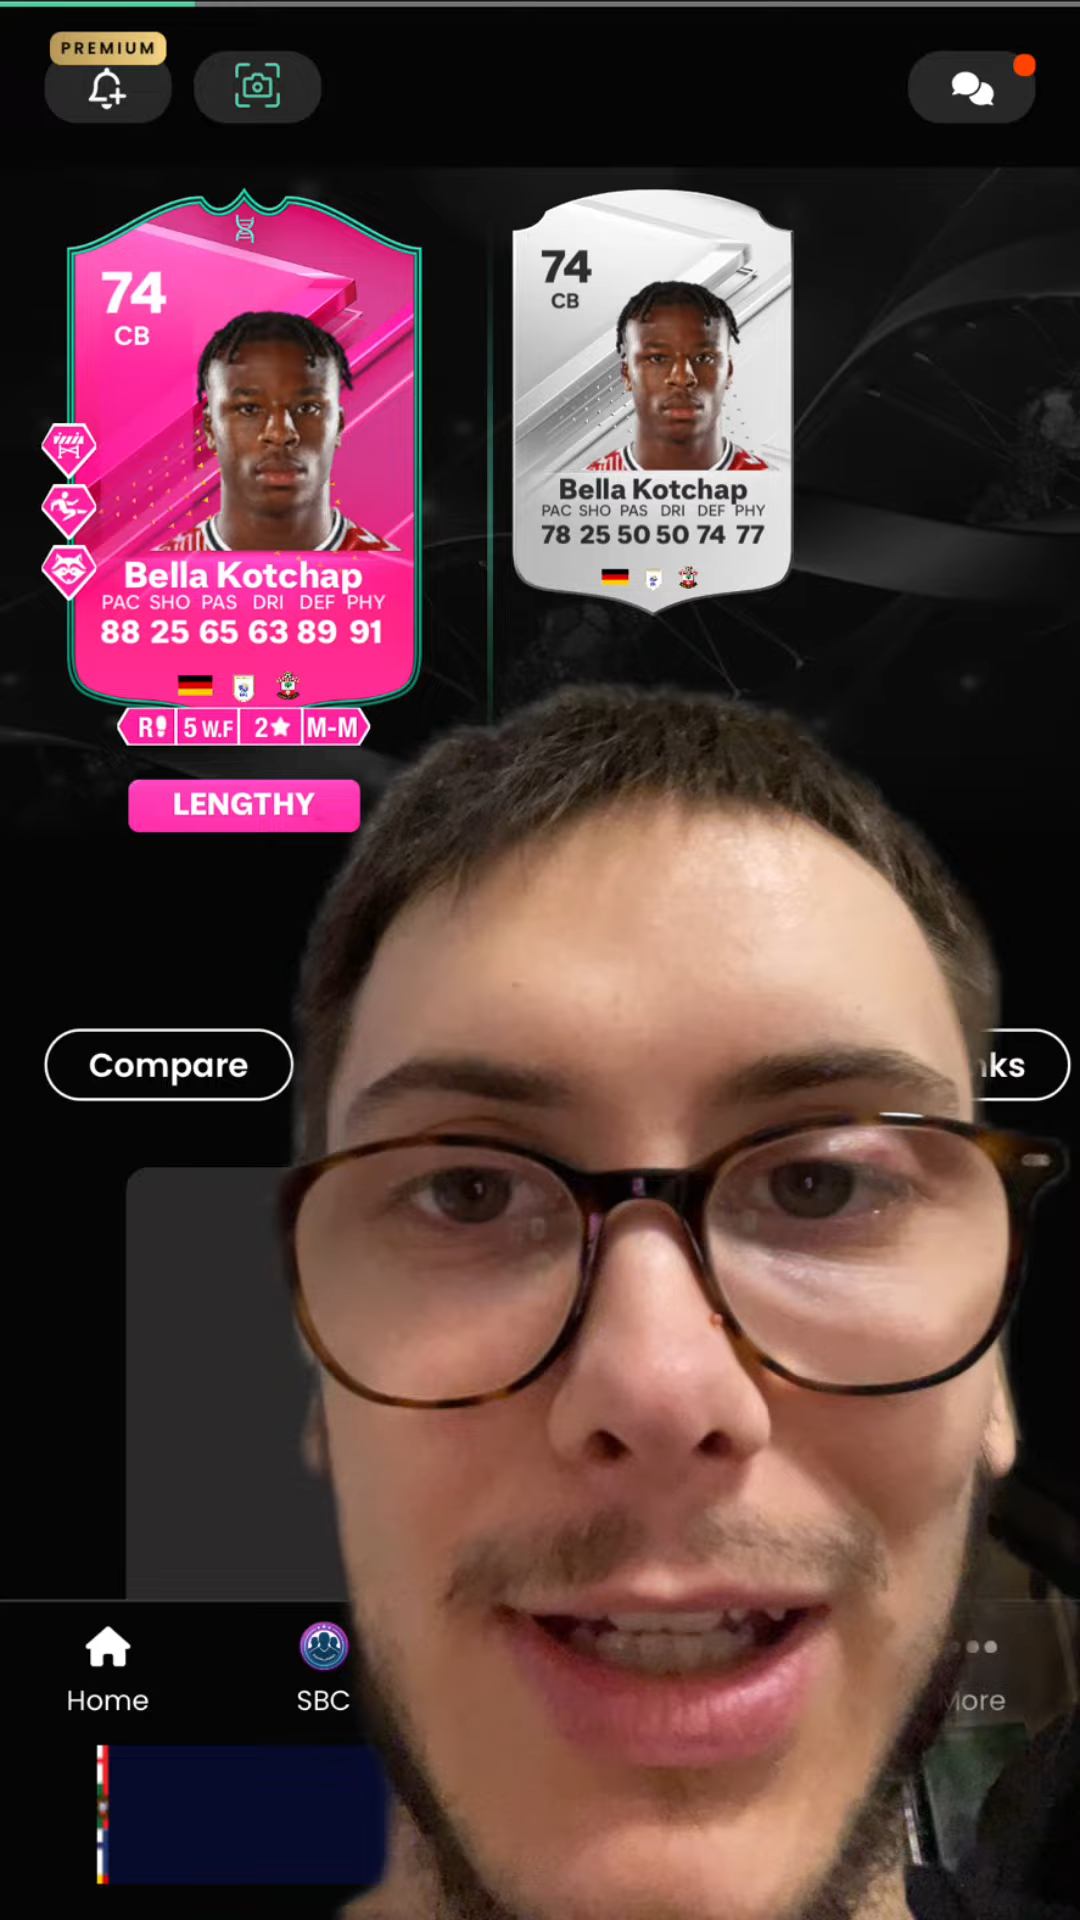 PREMIUM
74
CB
Bella Kotchap
PAC SHO PAS DRI DEF PHY
88 25 65 63 89 91
R 5 W.F 2 M-M
LENGTHY
74
CB
Bella Kotchap
PAC SHO PAS DRI DEF PHY
78 25 50 50 74 77
Compare
nks
Home
SBC
More